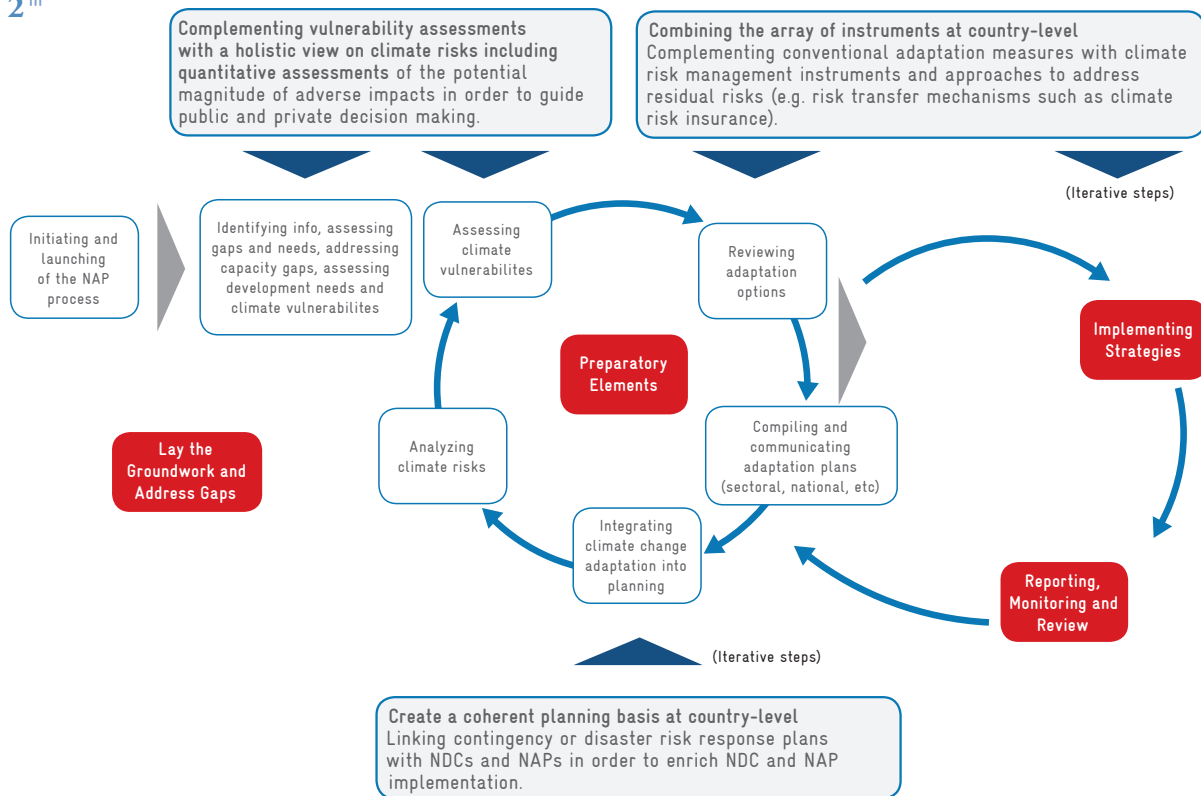 2
Complementing vulnerability assessments
with a holistic view on climate risks including
quantitative assessments of the potential
magnitude of adverse impacts in order to guide
public and private decision making.
Combining the array of instruments at country-level
Complementing conventional adaptation measures with climate
risk management instruments and approaches to address
residual risks (e.g. risk transfer mechanisms such as climate
risk insurance).
(Iterative steps)
Initiating and
launching
of the NAP
process
Identifying info, assessing
gaps and needs, addressing
capacity gaps, assessing
development needs and
climate vulnerabilites
Assessing
climate
vulnerabilites
Reviewing
adaptation
options
Implementing
Strategies
Preparatory
Elements
Lay the
Groundwork and
Address Gaps
Analyzing
climate risks
Compiling and
communicating
adaptation plans
(sectoral, national, etc)
Integrating
climate change
adaptation into
planning
Reporting,
Monitoring and
Review
(Iterative steps)
Create a coherent planning basis at country-level
Linking contingency or disaster risk response plans
with NDCs and NAPs in order to enrich NDC and NAP
implementation.